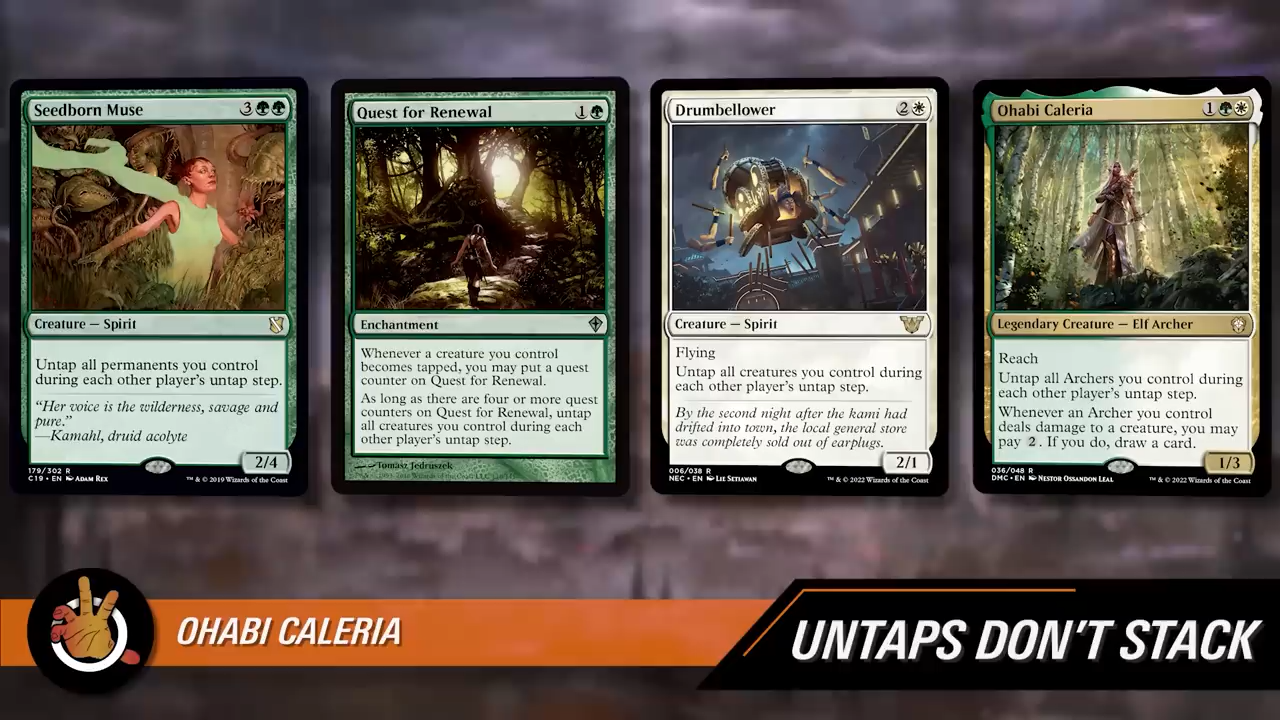 Seedborn Muse 3
Creature — Spirit
Untap all permanents you control
during each other player's untap step.
"Her voice is the wilderness, savage and
pure."
—Kamahl, druid acolyte
2/4
179/302 R
C19 • EN ADAM REX
™ & © 2019 Wizards of the Coast
Quest for Renewal 1
Enchantment
Whenever a creature you control
becomes tapped, you may put a quest
counter on Quest for Renewal.
As long as there are four or more quest
counters on Quest for Renewal, untap
all creatures you control during each
other player's untap step.
Tomasz Jedruszek
Drumbellower 2
Creature — Spirit
Flying
Untap all creatures you control during
each other player's untap step.
By the second night after the kami had
drifted into town, the local general store
was completely sold out of earplugs.
2/1
006/038 R
NEC • EN LIE SETIAWAN
™ & © 2022 Wizards of the Coast
Ohabi Caleria 1
Legendary Creature — Elf Archer
Reach
Untap all Archers you control during
each other player's untap step.
Whenever an Archer you control
deals damage to a creature, you may
pay 2. If you do, draw a card.
1/3
036/048 R
DMC • EN NESTOR OSSANDON LEAL
™ & © 2022 Wizards of the Coast
OHABI CALERIA
UNTAPS DON'T STACK